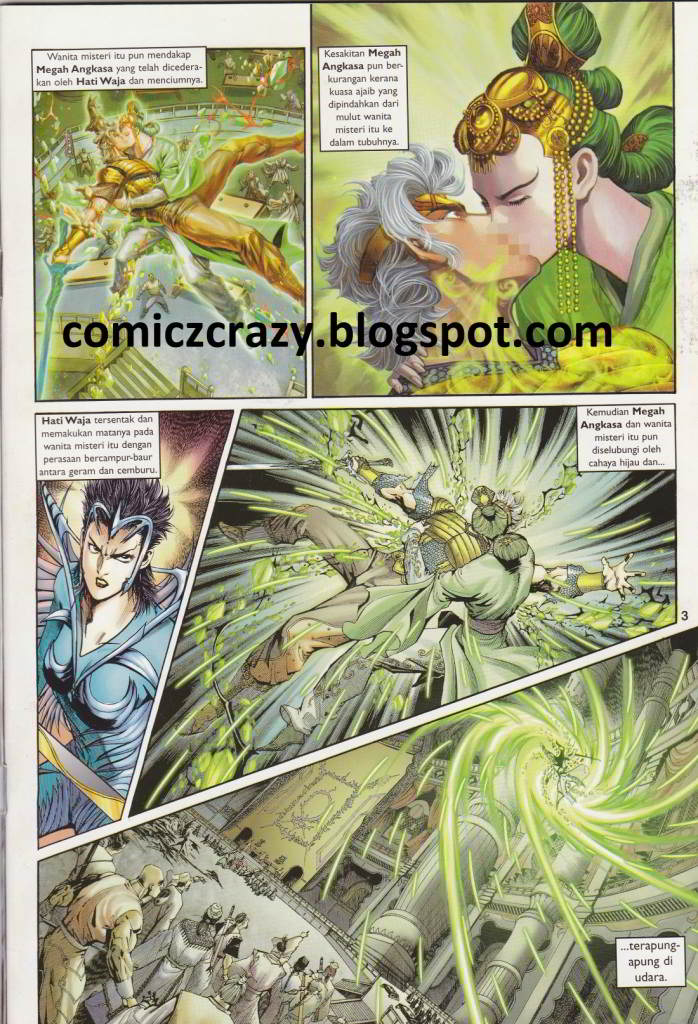 Wanita misteri itu pun mendakap
Megah Angkasa yang telah dicedera-
kan oleh Hati Waja dan menciumnya.
Kesakitan Megah
Angkasa pun ber-
kurangan kerana
kuasa ajaib yang
dipindahkan dari
mulut wanita
misteri itu ke
dalam tubuhnya.
comiczcrazy.blogspot.com
Hati Waja tersentak dan
memakukan matanya pada
wanita misteri itu dengan
perasaan bercampur-baur
antara geram dan cemburu.
Kemudian Megah
Angkasa dan wanita
misteri itu pun
diselubungi oleh
cahaya hijau dan...
3
...terapung-
apung di
udara.